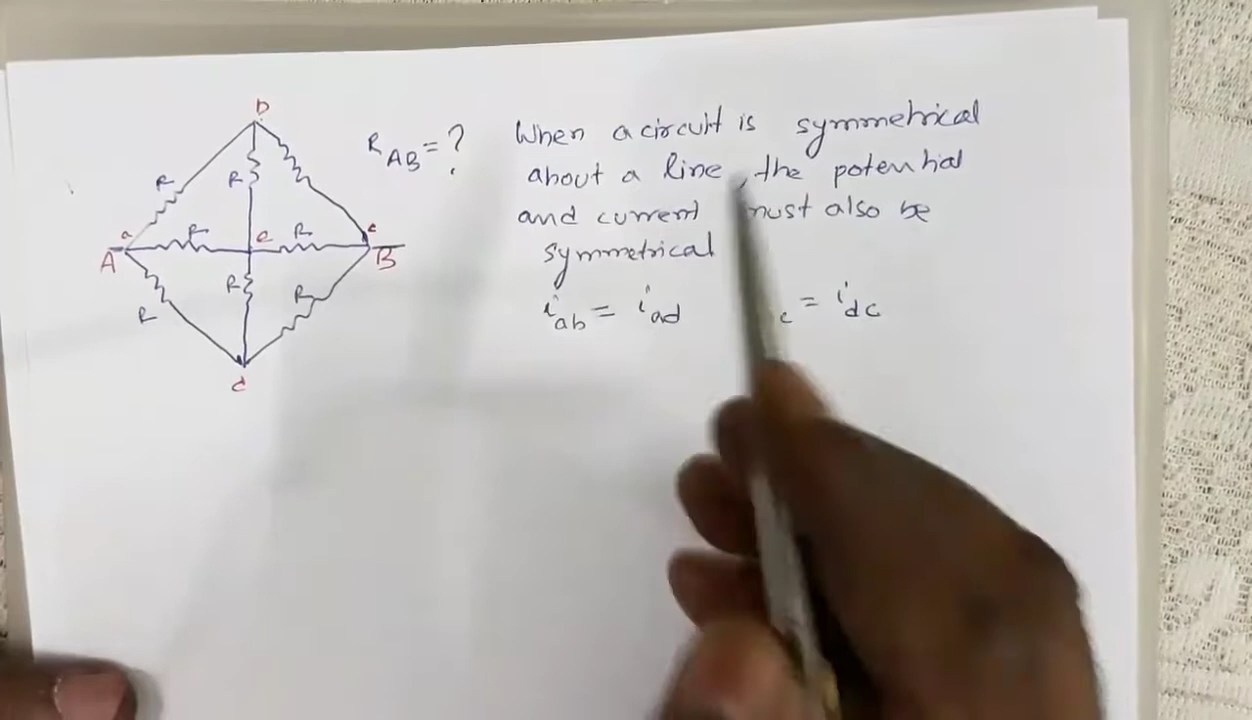 b
R
R
R_AB = ?
a
R
e
R
c
A
B
R
R
R
d
When a circuit is symmetrical
about a line, the potential
and current must also be
symmetrical
i_ab = i_ad
c = i_dc